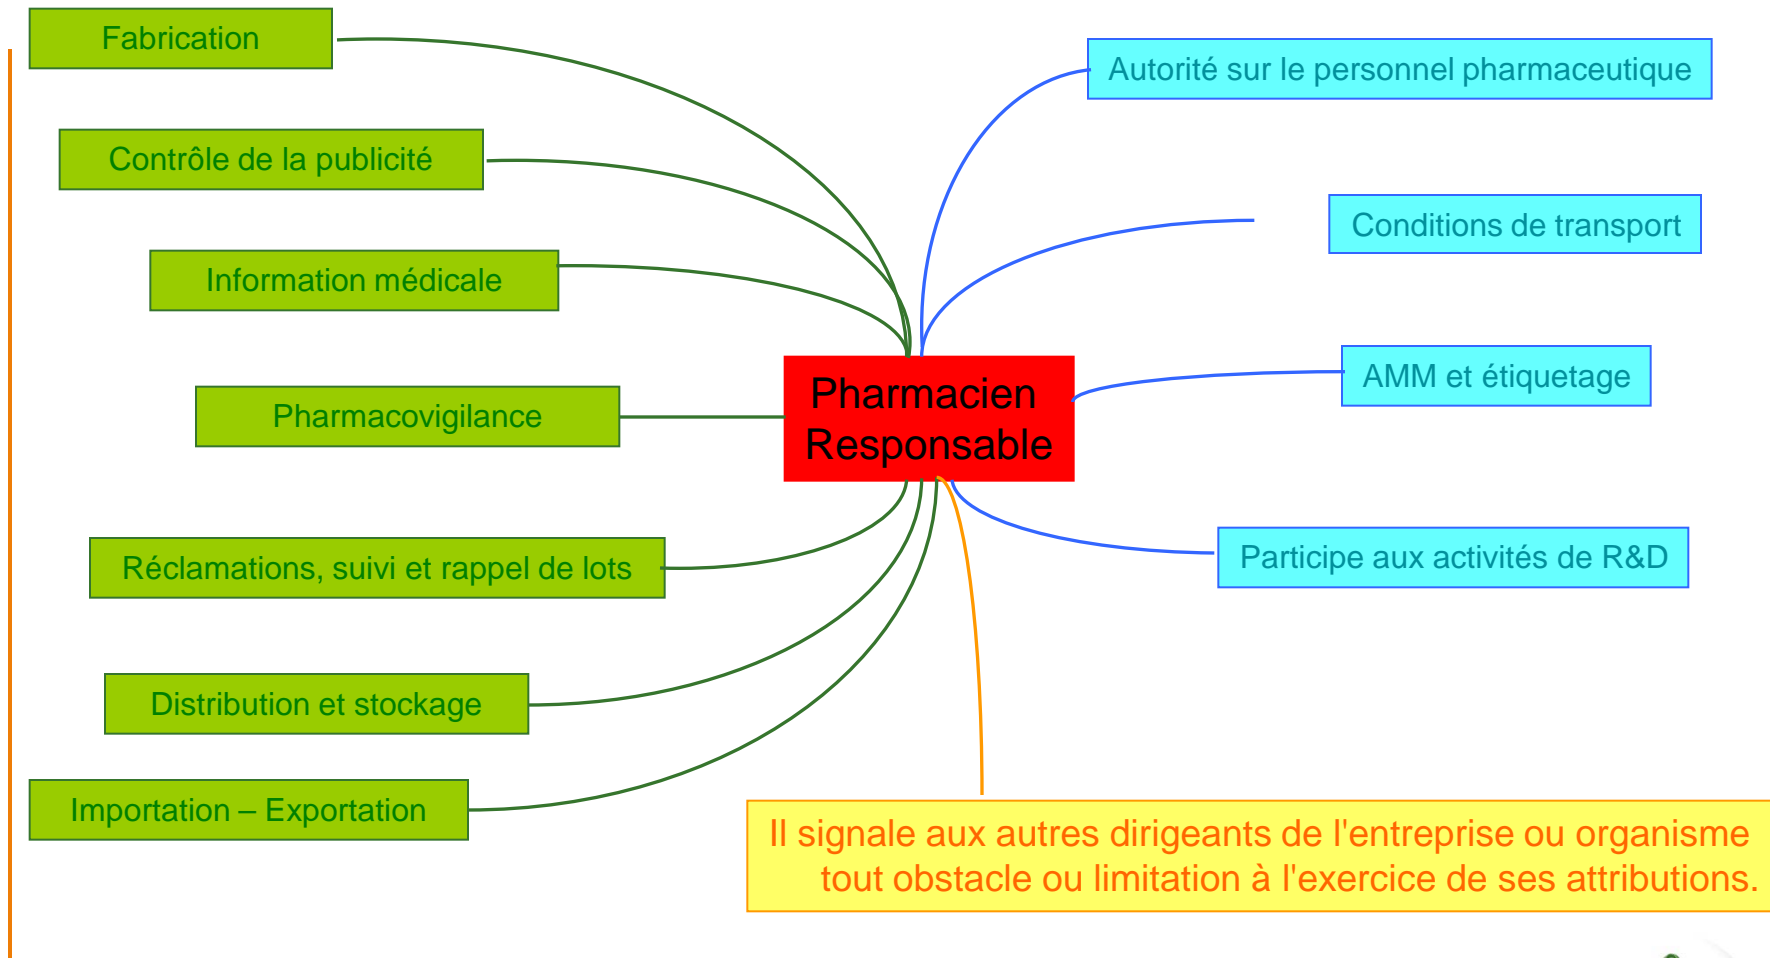 Fabrication
Contrôle de la publicité
Information médicale
Pharmacovigilance
Réclamations, suivi et rappel de lots
Distribution et stockage
Importation – Exportation
Pharmacien
Responsable
Autorité sur le personnel pharmaceutique
Conditions de transport
AMM et étiquetage
Participe aux activités de R&D
Il signale aux autres dirigeants de l'entreprise ou organisme
tout obstacle ou limitation à l'exercice de ses attributions.